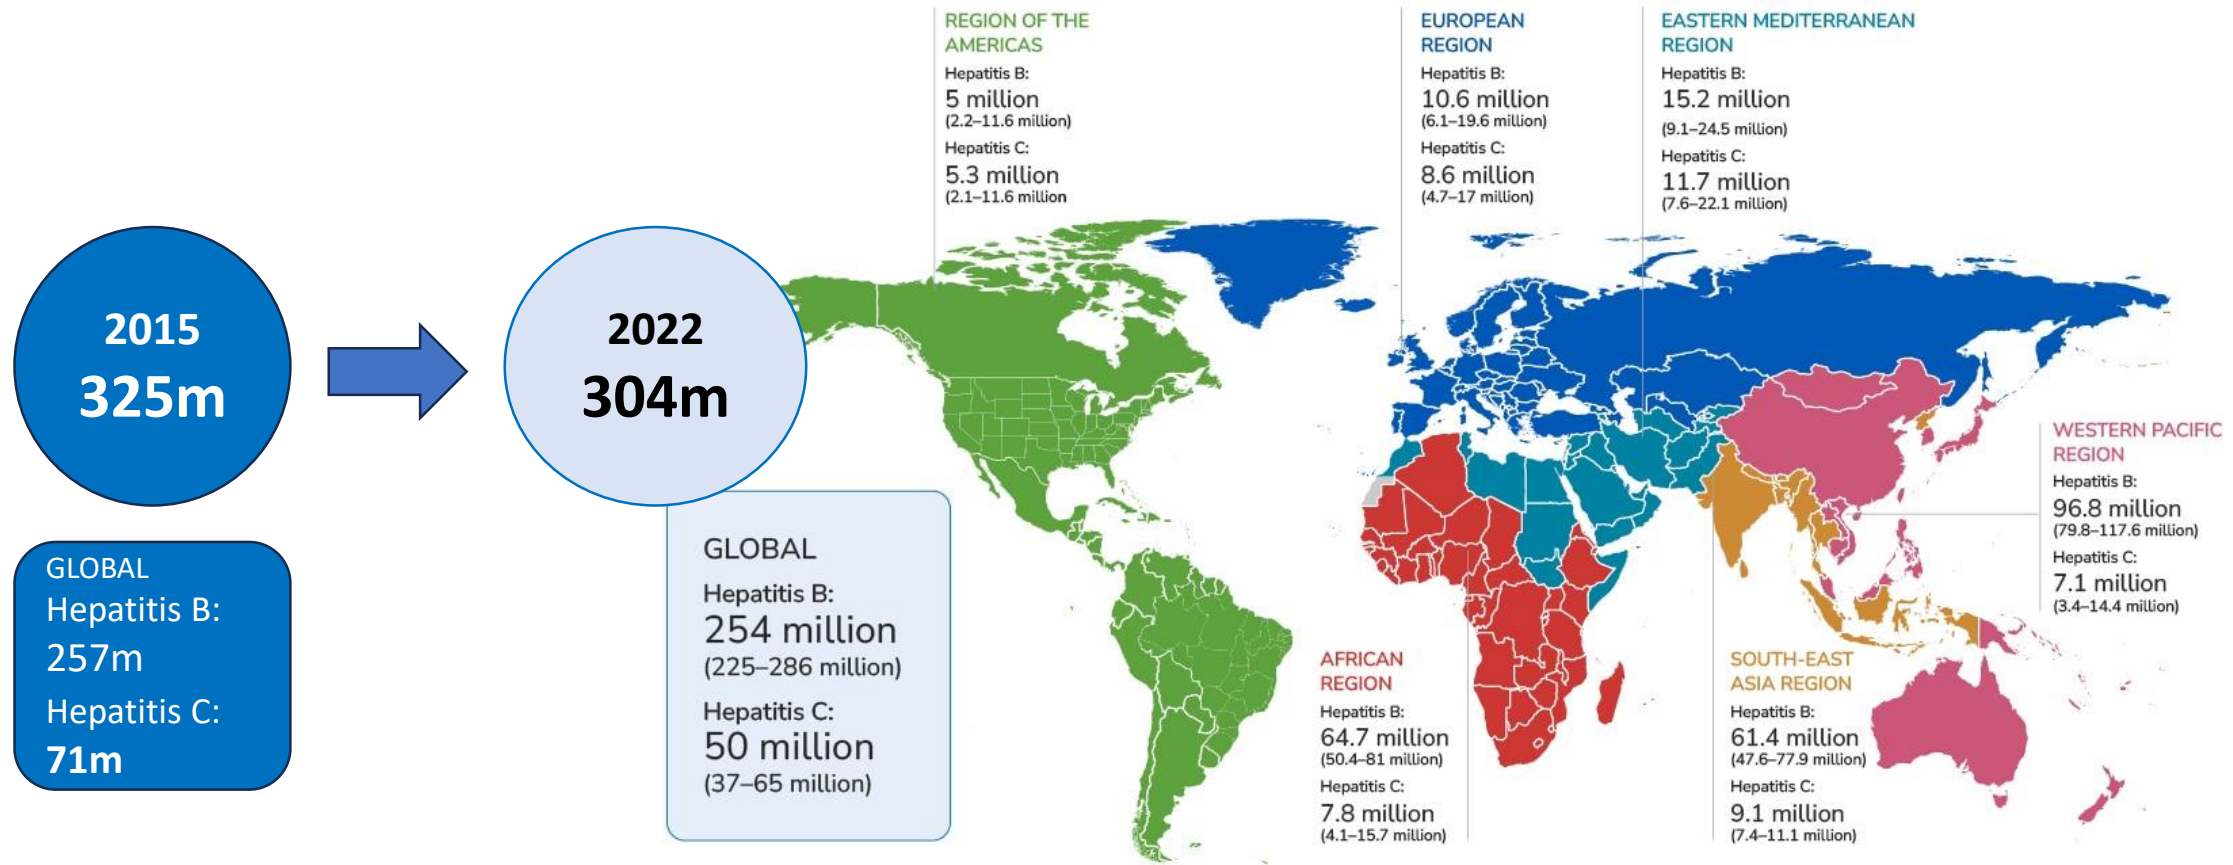 2015
325m
GLOBAL
Hepatitis B:
257m
Hepatitis C:
71m
2022
304m
GLOBAL
Hepatitis B:
254 million
(225–286 million)
Hepatitis C:
50 million
(37–65 million)
REGION OF THE
AMERICAS
Hepatitis B:
5 million
(2.2–11.6 million)
Hepatitis C:
5.3 million
(2.1–11.6 million
EUROPEAN
REGION
Hepatitis B:
10.6 million
(6.1–19.6 million)
Hepatitis C:
8.6 million
(4.7–17 million)
EASTERN MEDITERRANEAN
REGION
Hepatitis B:
15.2 million
(9.1–24.5 million)
Hepatitis C:
11.7 million
(7.6–22.1 million)
WESTERN PACIFIC
REGION
Hepatitis B:
96.8 million
(79.8–117.6 million)
Hepatitis C:
7.1 million
(3.4–14.4 million)
AFRICAN
REGION
Hepatitis B:
64.7 million
(50.4–81 million)
Hepatitis C:
7.8 million
(4.1–15.7 million)
SOUTH-EAST
ASIA REGION
Hepatitis B:
61.4 million
(47.6–77.9 million)
Hepatitis C:
9.1 million
(7.4–11.1 million)